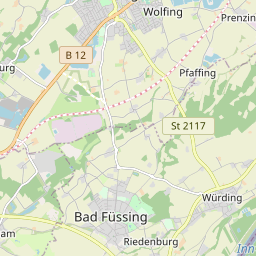 Wolfing
Prenzin
B 12
urg
Pfaffing
St 2117
Würding
Bad Füssing
am
Riedenburg
Inn